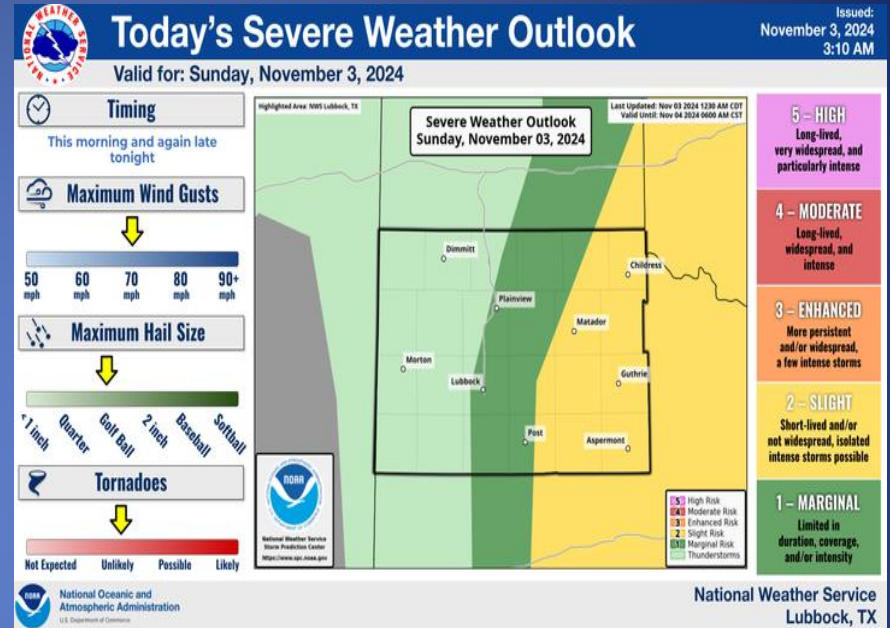 NATIONAL WEATHER SERVICE
Today's Severe Weather Outlook
Issued:
November 3, 2024
3:10 AM
Valid for: Sunday, November 3, 2024
Timing
This morning and again late
tonight
Maximum Wind Gusts
50 60 70 80 90+
mph mph mph mph mph
Maximum Hail Size
<1 inch Quarter Golf Ball 2 inch Baseball Softball
Tornadoes
Not Expected Unlikely Possible Likely
Highlighted Area: NWS Lubbock, TX
Severe Weather Outlook
Sunday, November 03, 2024
Last Updated: Nov 03 2024 1230 AM CDT
Valid Until: Nov 04 2024 0600 AM CST
Dimmitt
Childress
Plainview
Matador
Morton
Lubbock
Guthrie
Post
Aspermont
NOAA
National Weather Service
Storm Prediction Center
https://www.spc.noaa.gov
5 High Risk
4 Moderate Risk
3 Enhanced Risk
2 Slight Risk
1 Marginal Risk
Thunderstorms
5 – HIGH
Long-lived,
very widespread, and
particularly intense
4 – MODERATE
Long-lived,
widespread, and
intense
3 – ENHANCED
More persistent
and/or widespread,
a few intense storms
2 – SLIGHT
Short-lived and/or
not widespread, isolated
intense storms possible
1 – MARGINAL
Limited in
duration, coverage,
and/or intensity
NOAA
National Oceanic and
Atmospheric Administration
U.S. Department of Commerce
National Weather Service
Lubbock, TX